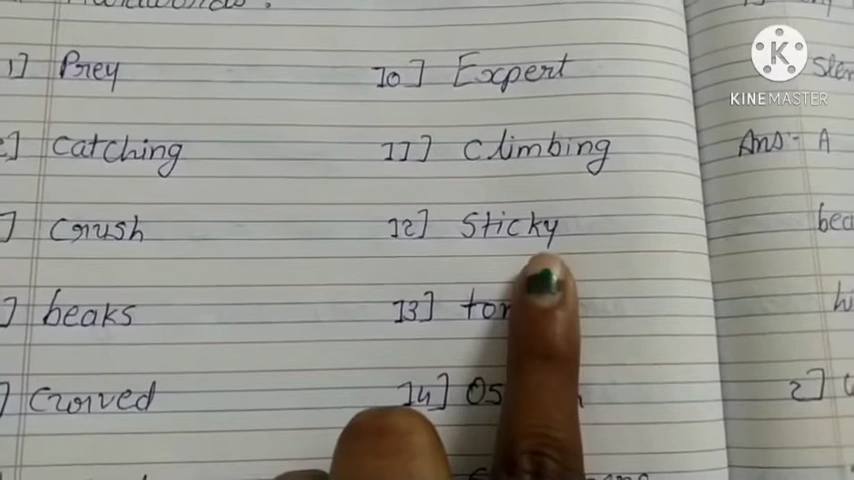 1] Prey
Catching
Crush
beaks
Curved
10] Expert
11] Climbing
12] Sticky
13]
14]
Ans:- A
2]
KINEMASTER